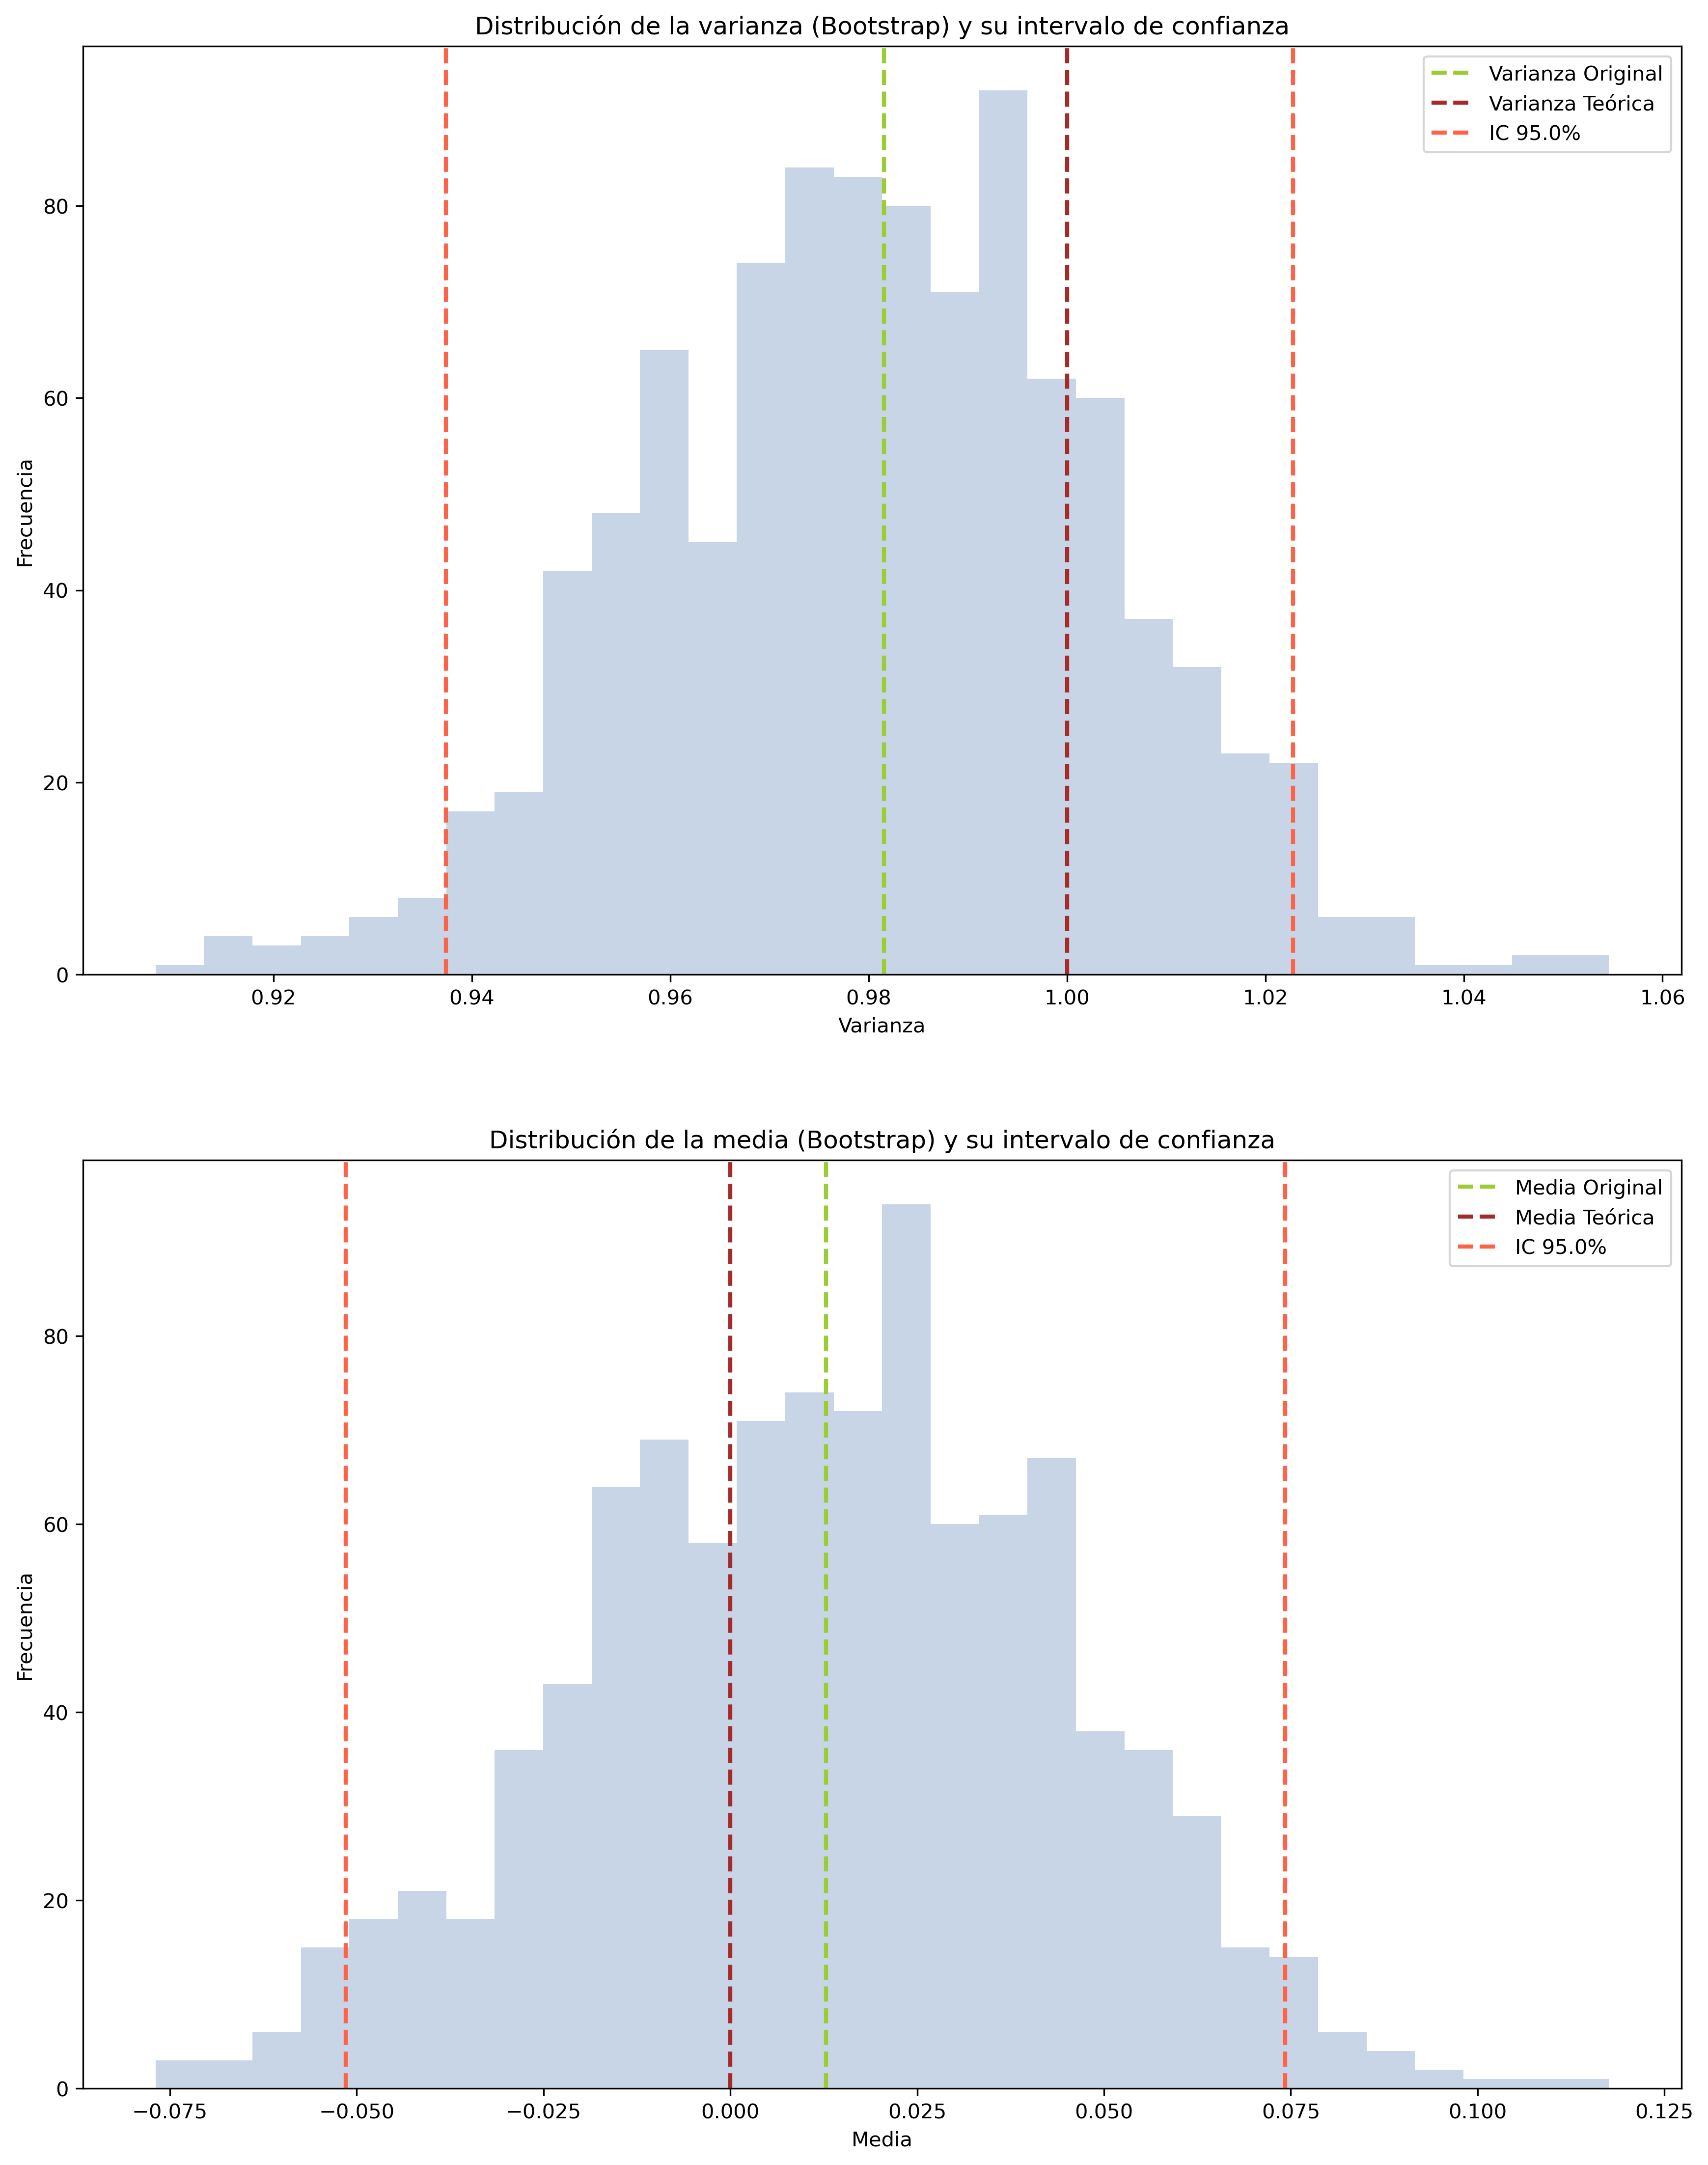 Distribución de la varianza (Bootstrap) y su intervalo de confianza
Varianza Original
Varianza Teórica
IC 95.0%
Frecuencia
80
60
40
20
0
0.92 0.94 0.96 0.98 1.00 1.02 1.04 1.06
Varianza
Distribución de la media (Bootstrap) y su intervalo de confianza
Media Original
Media Teórica
IC 95.0%
Frecuencia
80
60
40
20
0
−0.075 −0.050 −0.025 0.000 0.025 0.050 0.075 0.100 0.125
Media